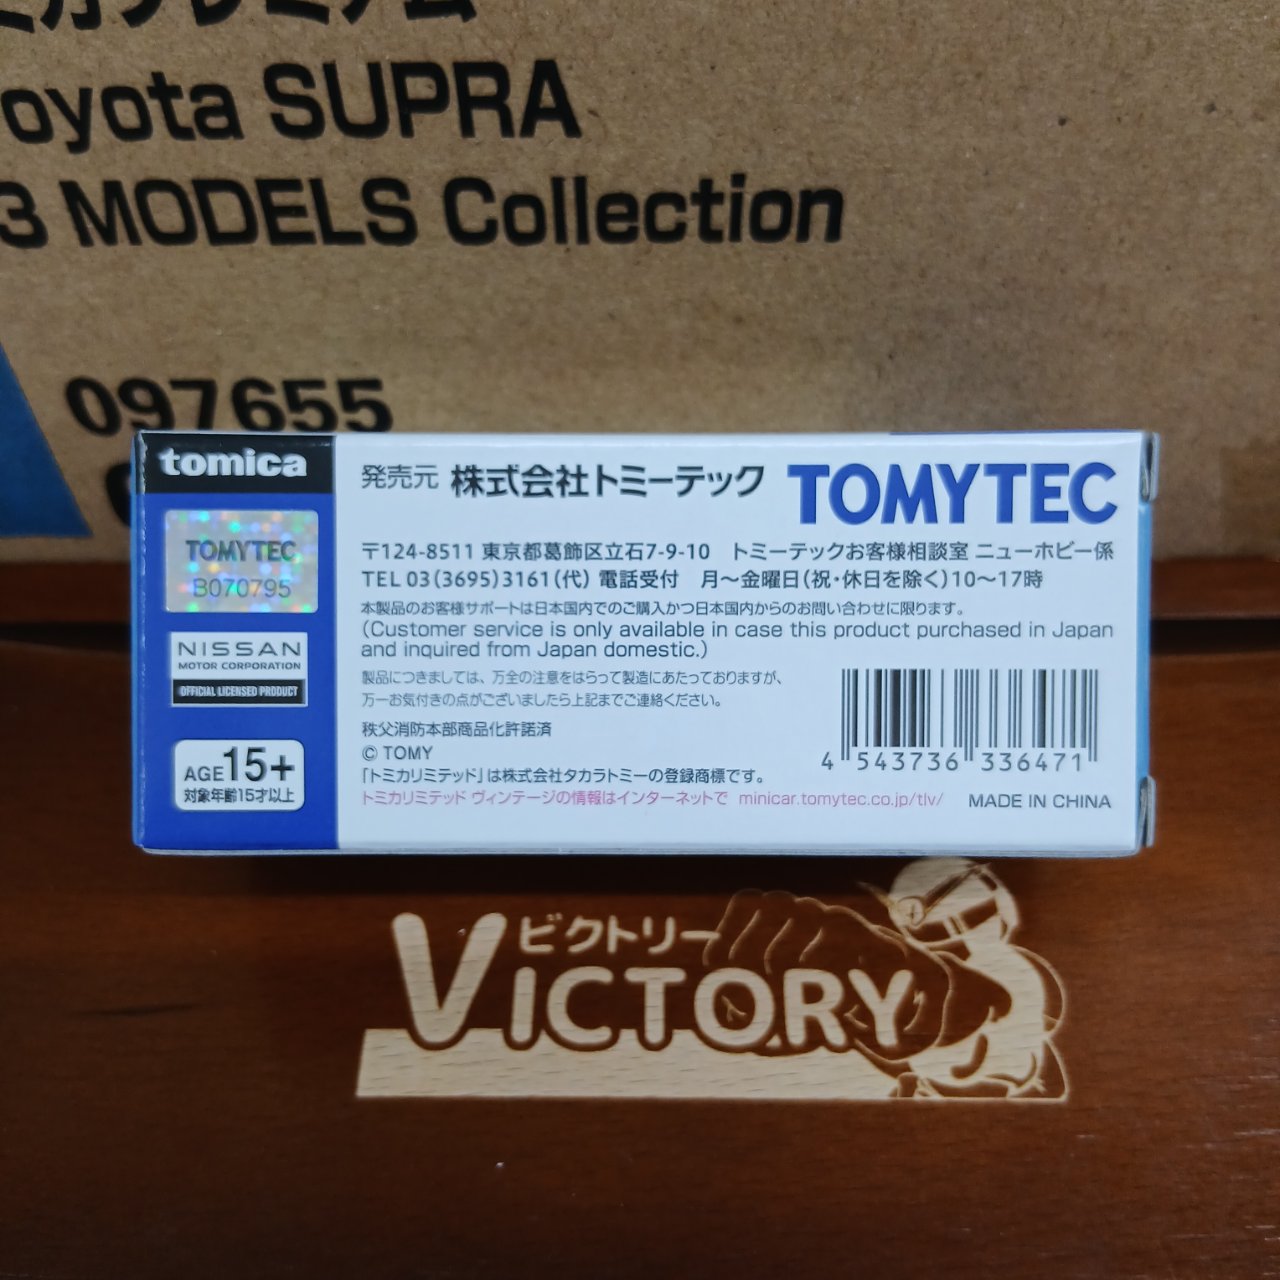 ミカプレミアム
oyota SUPRA
3 MODELS Collection
097655
tomica
TOMYTEC
B070795
NISSAN
MOTOR CORPORATION
OFFICIAL LICENSED PRODUCT
AGE15+
対象年齢15才以上
発売元 株式会社トミーテック TOMYTEC
〒124-8511 東京都葛飾区立石7-9-10 トミーテックお客様相談室 ニューホビー係
TEL 03(3695)3161(代) 電話受付 月〜金曜日(祝・休日を除く)10〜17時
本製品のお客様サポートは日本国内でのご購入かつ日本国内からのお問い合わせに限ります。
(Customer service is only available in case this product purchased in Japan
and inquired from Japan domestic.)
製品につきましては、万全の注意をはらって製造にあたっておりますが、
万一お気付きの点がございましたら上記までご連絡ください。
秩父消防本部商品化許諾済
© TOMY
「トミカリミテッド」は株式会社タカラトミーの登録商標です。
トミカリミテッド ヴィンテージの情報はインターネットで minicar.tomytec.co.jp/tlv/
4 543736 336471
MADE IN CHINA
ビクトリー
VICTORY